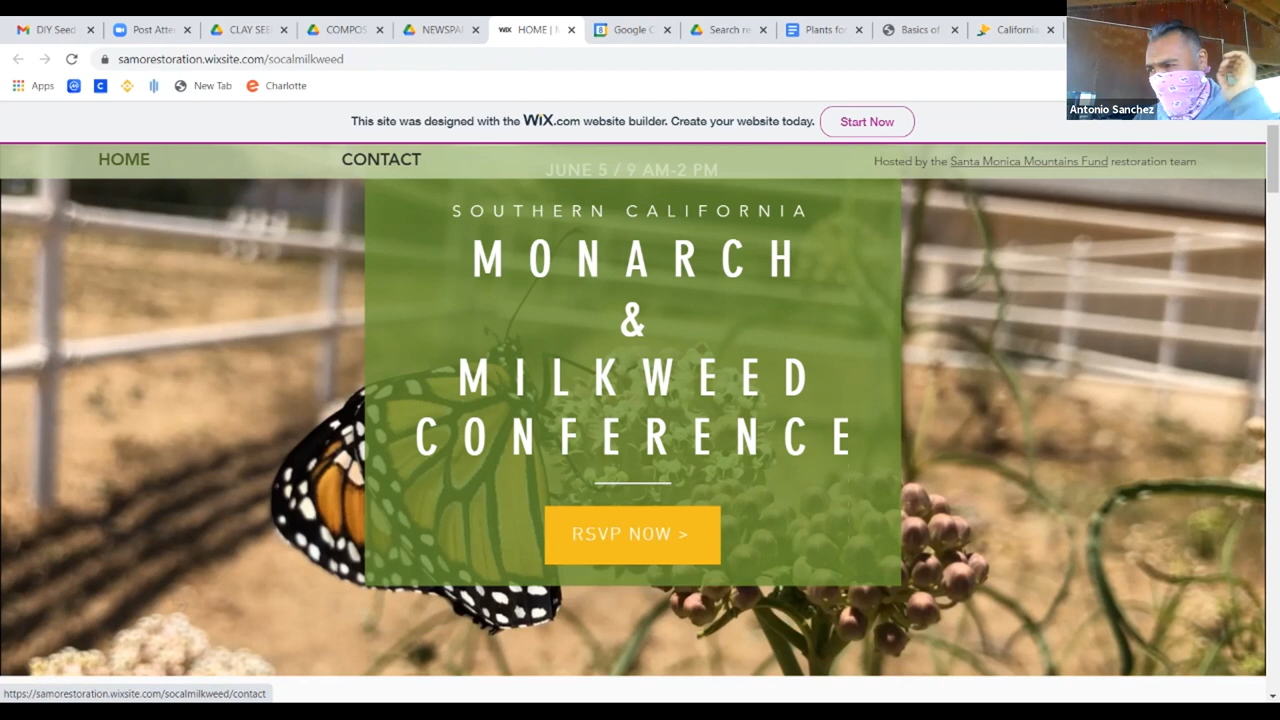 DIY Seed
Post Atte
CLAY SEE
COMPOS
NEWSPA
WiX
HOME |
Google C
Search re
Plants for
Basics of
California
samorestoration.wixsite.com/socalmilkweed
Apps
New Tab
Charlotte
Antonio Sanchez
This site was designed with the WiX.com website builder. Create your website today.
Start Now
HOME
CONTACT
Hosted by the Santa Monica Mountains Fund restoration team
JUNE 5 / 9 AM-2 PM
SOUTHERN CALIFORNIA
MONARCH
&
MILKWEED
CONFERENCE
RSVP NOW >
https://samorestoration.wixsite.com/socalmilkweed/contact